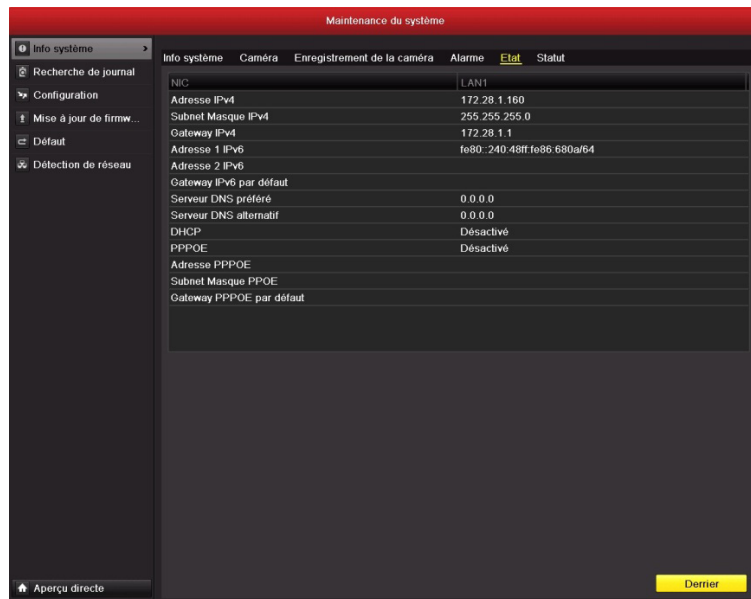 Maintenance du système
Info système >
Recherche de journal
Configuration
Mise à jour de firmw...
Défaut
Détection de réseau
Aperçu directe
Info système Caméra Enregistrement de la caméra Alarme Etat Statut
NIC LAN1
Adresse IPv4 172.28.1.160
Subnet Masque IPv4 255.255.255.0
Gateway IPv4 172.28.1.1
Adresse 1 IPv6 fe80::240:48ff:fe86:680a/64
Adresse 2 IPv6
Gateway IPv6 par défaut
Serveur DNS préféré 0.0.0.0
Serveur DNS alternatif 0.0.0.0
DHCP Désactivé
PPPOE Désactivé
Adresse PPPOE
Subnet Masque PPOE
Gateway PPPOE par défaut
Derrier